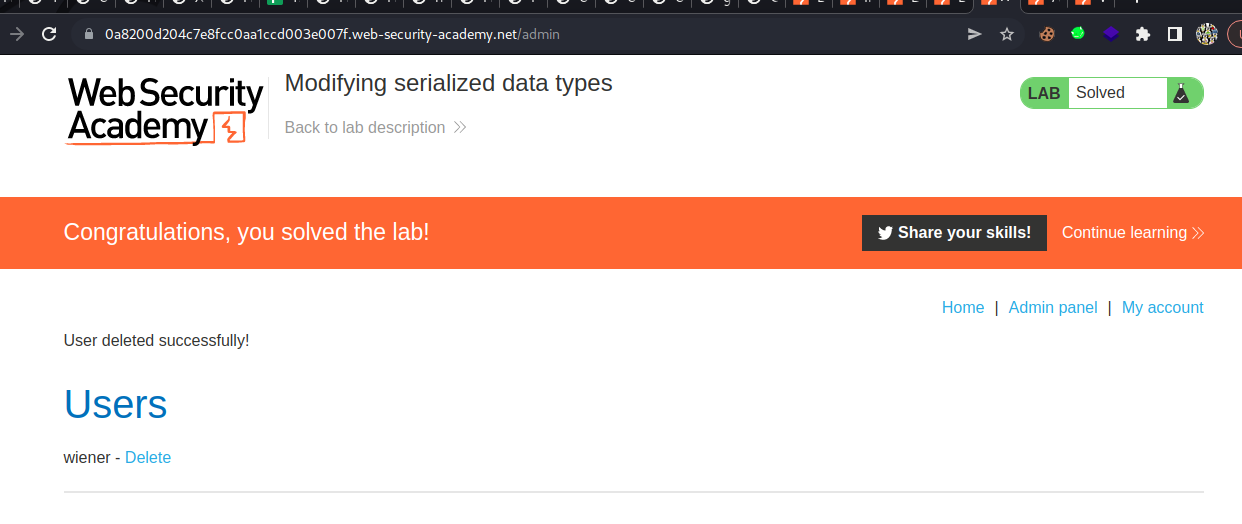 0a8200d204c7e8fcc0aa1ccd003e007f.web-security-academy.net/admin
Web Security
Academy
Modifying serialized data types
Back to lab description
LAB Solved
Congratulations, you solved the lab!
Share your skills! Continue learning
Home | Admin panel | My account
User deleted successfully!
Users
wiener - Delete